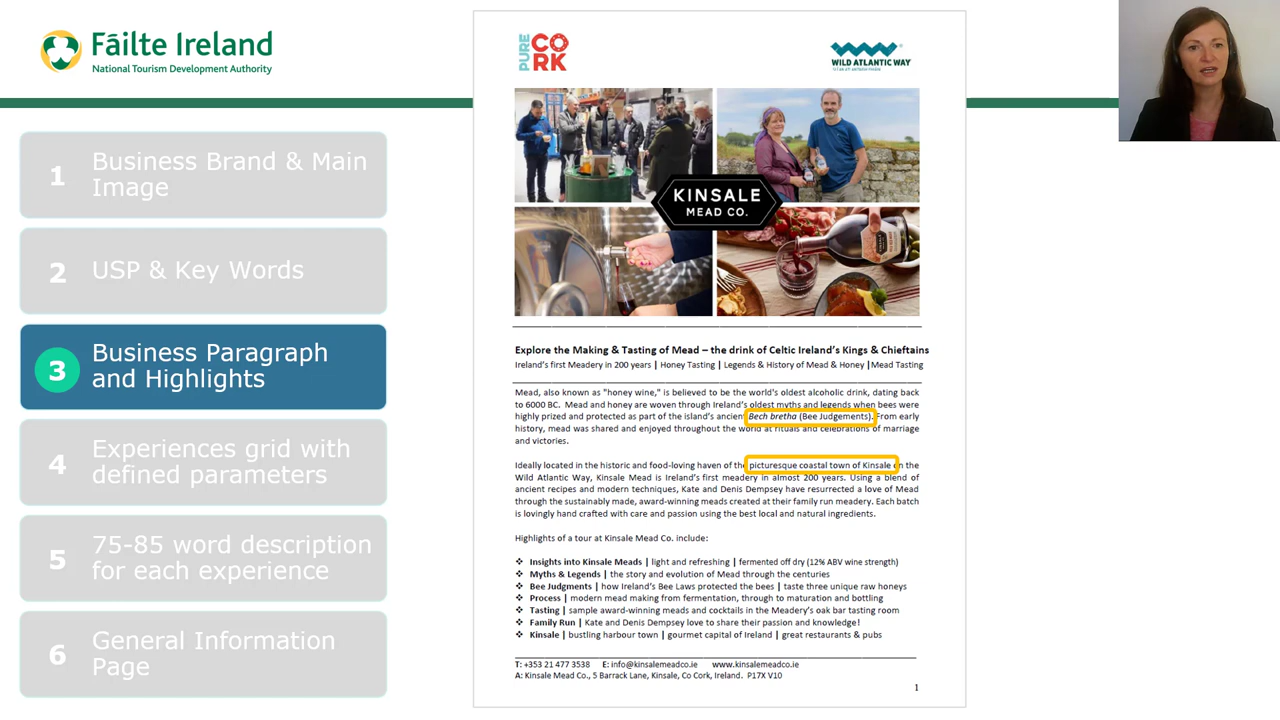 Fáilte Ireland
National Tourism Development Authority
1
Business Brand & Main
Image
2
USP & Key Words
3
Business Paragraph
and Highlights
4
Experiences grid with
defined parameters
5
75-85 word description
for each experience
6
General Information
Page
PURE
CORK
WILD ATLANTIC WAY
KINSALE
MEAD CO.
Explore the Making & Tasting of Mead – the drink of Celtic Ireland's Kings & Chieftains
Ireland's first Meadery in 200 years | Honey Tasting | Legends & History of Mead & Honey |Mead Tasting
Mead, also known as "honey wine," is believed to be the world's oldest alcoholic drink, dating back
to 6000 BC. Mead and honey are woven through Ireland's oldest myths and legends when bees were
highly prized and protected as part of the island's ancient Bech bretha (Bee Judgements). From early
history, mead was shared and enjoyed throughout the world at rituals and celebrations of marriage
and victories.
Ideally located in the historic and food-loving haven of the picturesque coastal town of Kinsale on the
Wild Atlantic Way, Kinsale Mead is Ireland's first meadery in almost 200 years. Using a blend of
ancient recipes and modern techniques, Kate and Denis Dempsey have resurrected a love of Mead
through the sustainably made, award-winning meads created at their family run meadery. Each batch
is lovingly hand crafted with care and passion using the best local and natural ingredients.
Highlights of a tour at Kinsale Mead Co. include:
❖ Insights into Kinsale Meads | light and refreshing | fermented off dry (12% ABV wine strength)
❖ Myths & Legends | the story and evolution of Mead through the centuries
❖ Bee Judgments | how Ireland's Bee Laws protected the bees | taste three unique raw honeys
❖ Process | modern mead making from fermentation, through to maturation and bottling
❖ Tasting | sample award-winning meads and cocktails in the Meadery's oak bar tasting room
❖ Family Run | Kate and Denis Dempsey love to share their passion and knowledge!
❖ Kinsale | bustling harbour town | gourmet capital of Ireland | great restaurants & pubs
T: +353 21 477 3538 E: info@kinsalemeadco.ie www.kinsalemeadco.ie
A: Kinsale Mead Co., 5 Barrack Lane, Kinsale, Co Cork, Ireland. P17X V10
1